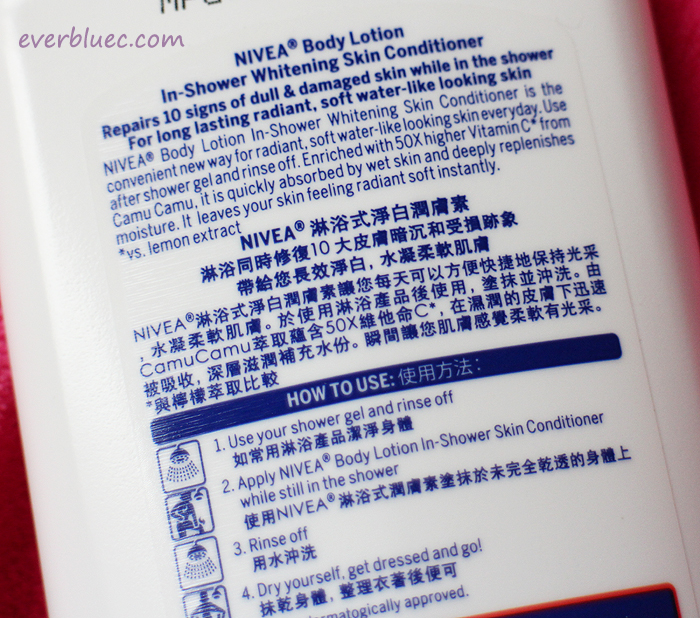 everbluec.com
NIVEA® Body Lotion
In-Shower Whitening Skin Conditioner
Repairs 10 signs of dull & damaged skin while in the shower
For long lasting radiant, soft water-like looking skin
NIVEA® Body Lotion In-Shower Whitening Skin Conditioner is the
convenient new way for radiant, soft water-like looking skin everyday. Use
after shower gel and rinse off. Enriched with 50X higher Vitamin C* from
Camu Camu, it is quickly absorbed by wet skin and deeply replenishes
moisture. It leaves your skin feeling radiant soft instantly.
*vs. lemon extract
NIVEA® 淋浴式淨白潤膚素
淋浴同時修復10 大皮膚暗沉和受損跡象
帶給您長效淨白, 水凝柔軟肌膚
NIVEA®淋浴式淨白潤膚素讓您每天可以方便快捷地保持光采
, 水凝柔軟肌膚。於使用淋浴產品後使用, 塗抹並沖洗。由
CamuCamu萃取蘊含50X維他命C*, 在濕潤的皮膚下迅速
被吸收, 深層滋潤補充水份。瞬間讓您肌膚感覺柔軟有光采。
*與檸檬萃取比較
HOW TO USE: 使用方法:
1. Use your shower gel and rinse off
如常用淋浴產品潔淨身體
2. Apply NIVEA® Body Lotion In-Shower Skin Conditioner
while still in the shower
使用NIVEA® 淋浴式潤膚素塗抹於未完全乾透的身體上
3. Rinse off
用水沖洗
4. Dry yourself, get dressed and go!
抹乾身體, 整理衣著後便可
approved.